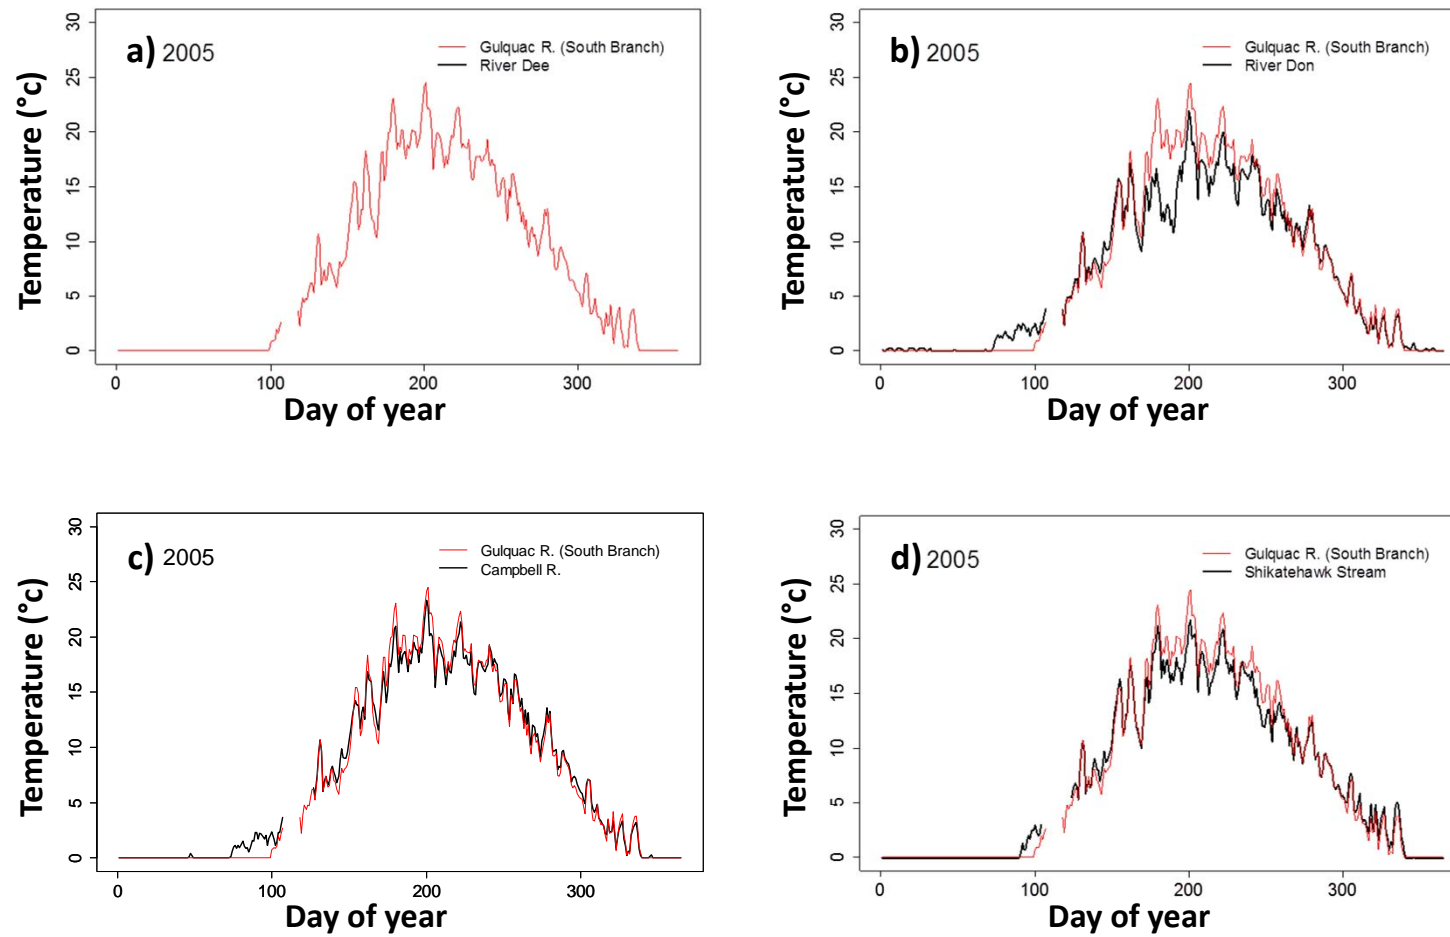 a) 2005
Gulquac R. (South Branch)
River Dee
30
25
20
15
10
5
0
Temperature (°c)
0 100 200 300
Day of year
b) 2005
Gulquac R. (South Branch)
River Don
30
25
20
15
10
5
0
Temperature (°c)
0 100 200 300
Day of year
c) 2005
Gulquac R. (South Branch)
Campbell R.
30
25
20
15
10
5
0
Temperature (°c)
0 100 200 300
Day of year
d) 2005
Gulquac R. (South Branch)
Shikatehawk Stream
30
25
20
15
10
5
0
Temperature (°c)
0 100 200 300
Day of year